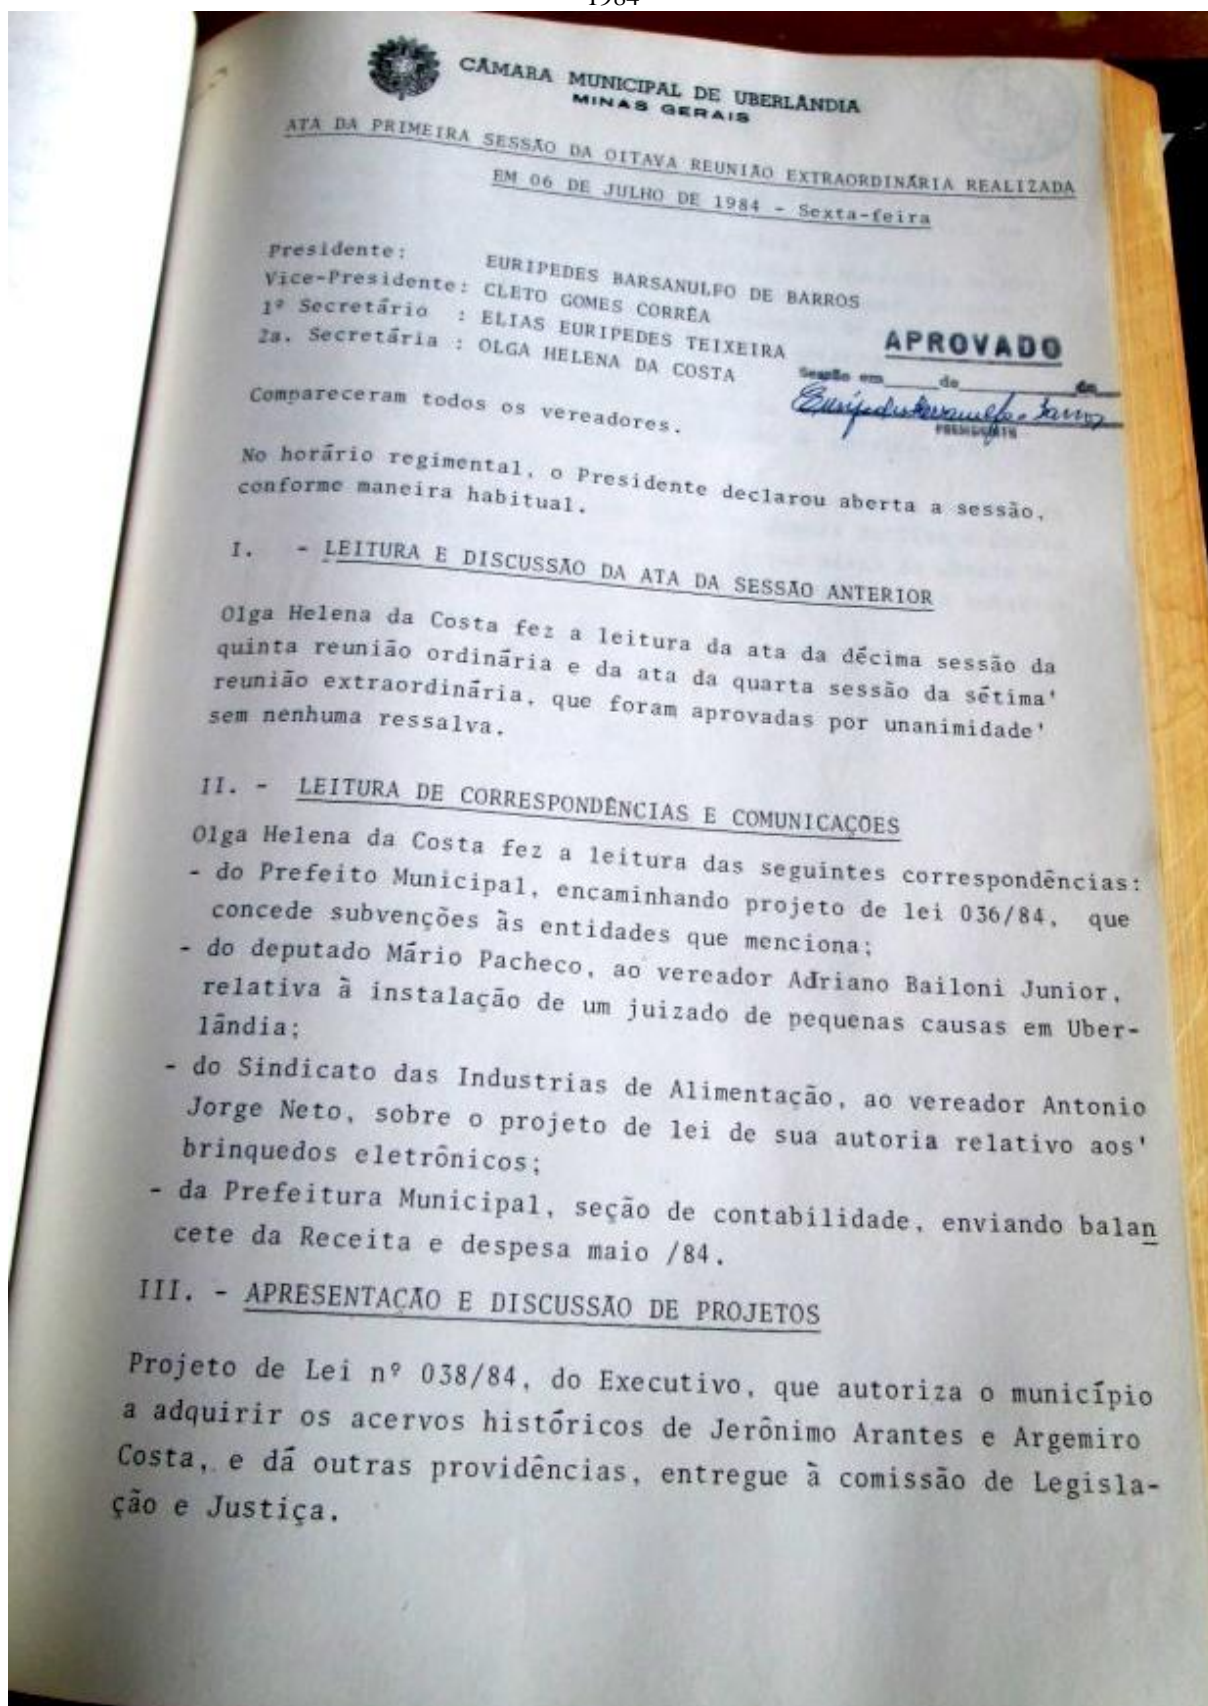 1984
CÂMARA MUNICIPAL DE UBERLÂNDIA
MINAS GERAIS
ATA DA PRIMEIRA SESSÃO DA OITAVA REUNIÃO EXTRAORDINÁRIA REALIZADA
EM 06 DE JULHO DE 1984 - Sexta-feira
Presidente: EURIPEDES BARSANULFO DE BARROS
Vice-Presidente: CLETO GOMES CORRÊA
1º Secretário : ELIAS EURIPEDES TEIXEIRA
2a. Secretária : OLGA HELENA DA COSTA
APROVADO
Sessão em____de__________de__
PRESIDENTE
Compareceram todos os vereadores.
No horário regimental, o Presidente declarou aberta a sessão,
conforme maneira habitual.
I. - LEITURA E DISCUSSÃO DA ATA DA SESSÃO ANTERIOR
Olga Helena da Costa fez a leitura da ata da décima sessão da
quinta reunião ordinária e da ata da quarta sessão da sétima'
reunião extraordinária, que foram aprovadas por unanimidade'
sem nenhuma ressalva.
II. - LEITURA DE CORRESPONDÊNCIAS E COMUNICAÇOES
Olga Helena da Costa fez a leitura das seguintes correspondências:
- do Prefeito Municipal, encaminhando projeto de lei 036/84, que
concede subvenções às entidades que menciona;
- do deputado Mário Pacheco, ao vereador Adriano Bailoni Junior,
relativa à instalação de um juizado de pequenas causas em Uber-
lândia;
- do Sindicato das Industrias de Alimentação, ao vereador Antonio
Jorge Neto, sobre o projeto de lei de sua autoria relativo aos'
brinquedos eletrônicos;
- da Prefeitura Municipal, seção de contabilidade, enviando balan
cete da Receita e despesa maio /84.
III. - APRESENTAÇÃO E DISCUSSÃO DE PROJETOS
Projeto de Lei nº 038/84, do Executivo, que autoriza o município
a adquirir os acervos históricos de Jerônimo Arantes e Argemiro
Costa, e dá outras providências, entregue à comissão de Legisla-
ção e Justiça.